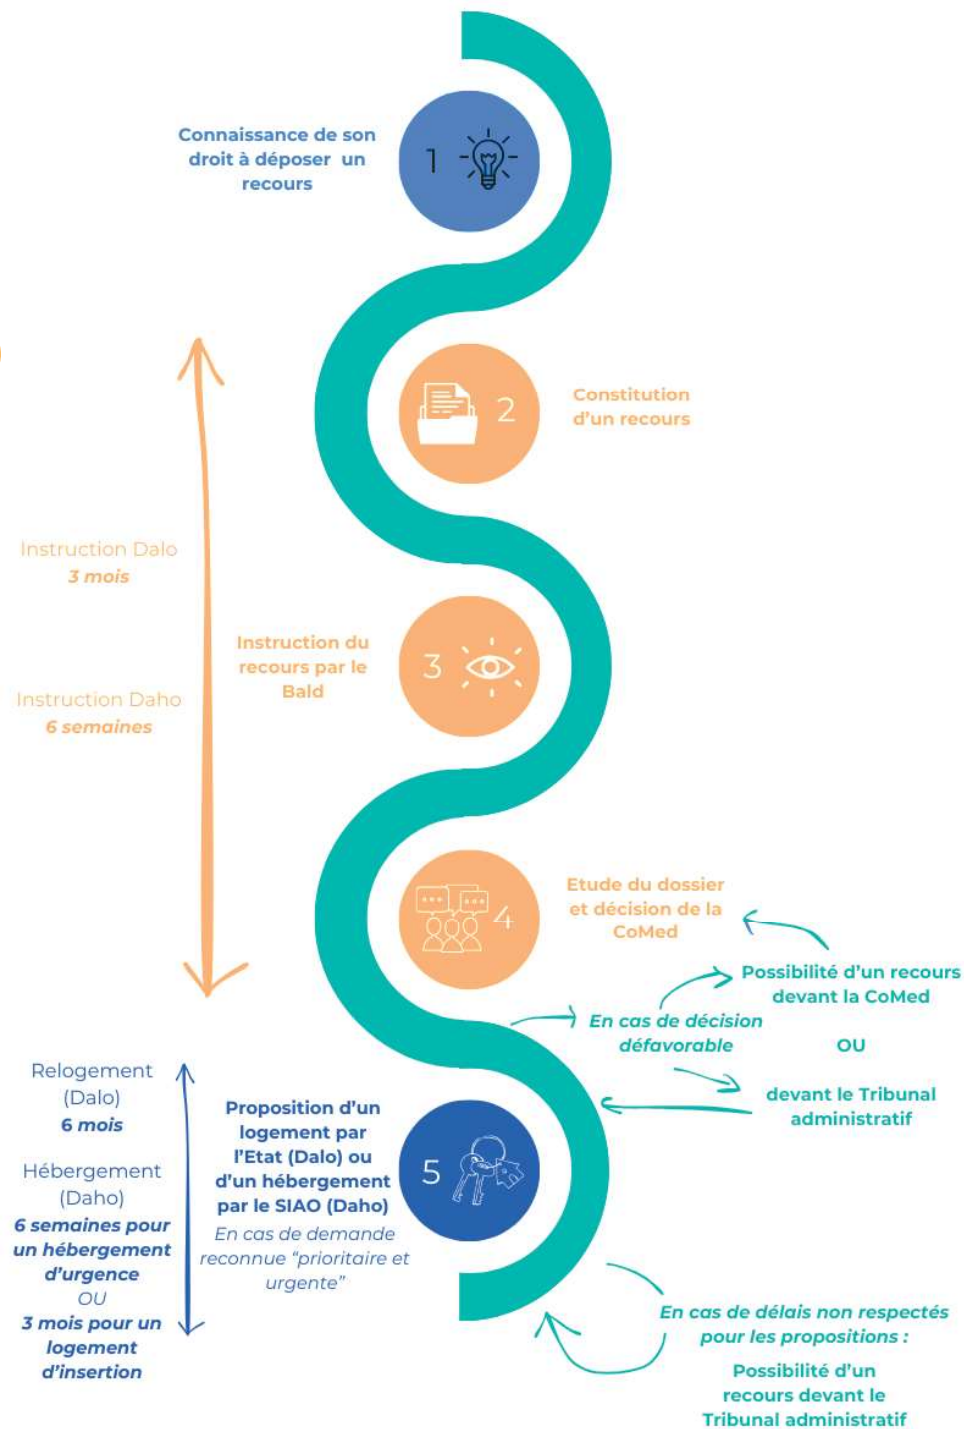 Connaissance de son
droit à déposer un
recours
1
2
Constitution
d'un recours
Instruction Dalo
3 mois
Instruction Daho
6 semaines
Instruction du
recours par le
Bald
3
4
Etude du dossier
et décision de la
CoMed
En cas de décision
défavorable
Possibilité d'un recours
devant la CoMed
OU
devant le Tribunal
administratif
Relogement
(Dalo)
6 mois
Hébergement
(Daho)
6 semaines pour
un hébergement
d'urgence
OU
3 mois pour un
logement
d'insertion
Proposition d'un
logement par
l'Etat (Dalo) ou
d'un hébergement
par le SIAO (Daho)
En cas de demande
reconnue "prioritaire et
urgente"
5
En cas de délais non respectés
pour les propositions :
Possibilité d'un
recours devant le
Tribunal administratif